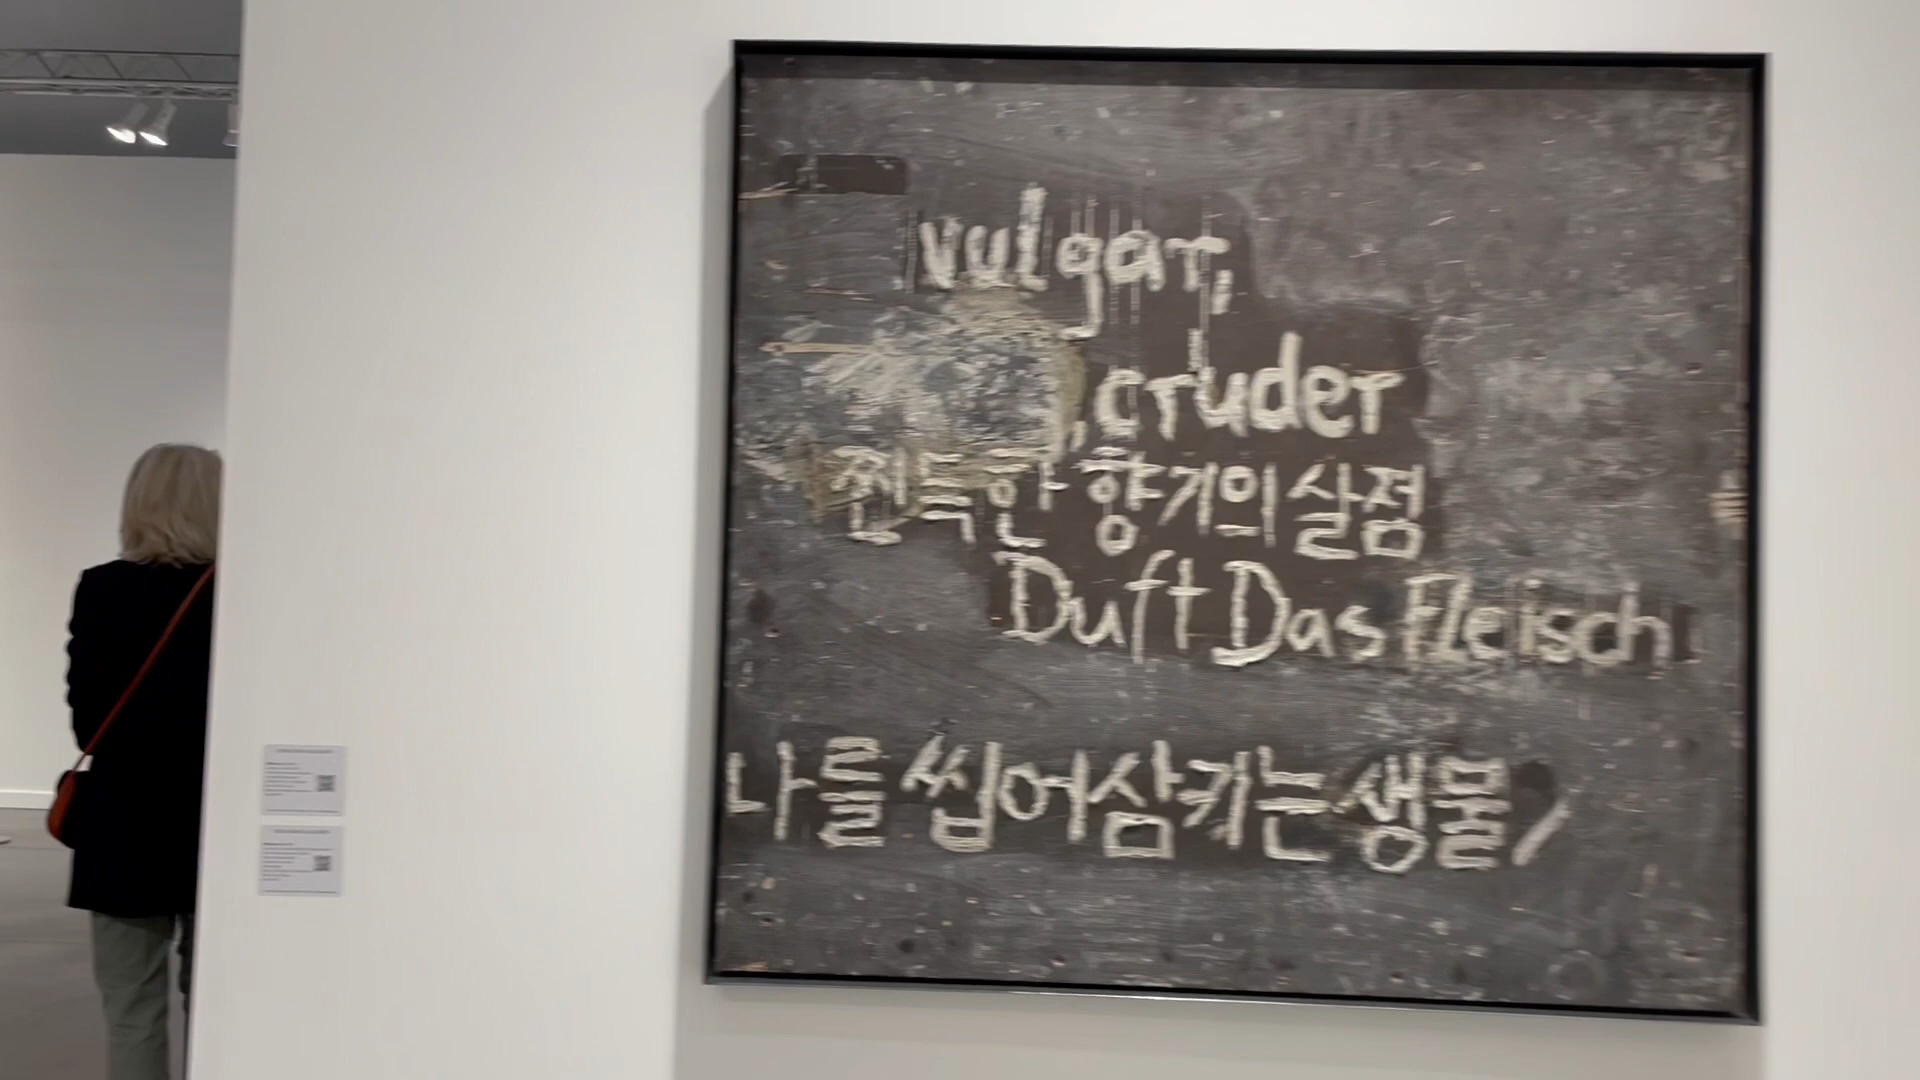 vulgar,
,cruder
찐득한 향기의 살점
Duft Das Fleisch
나를 씹어 삼키는 생물/